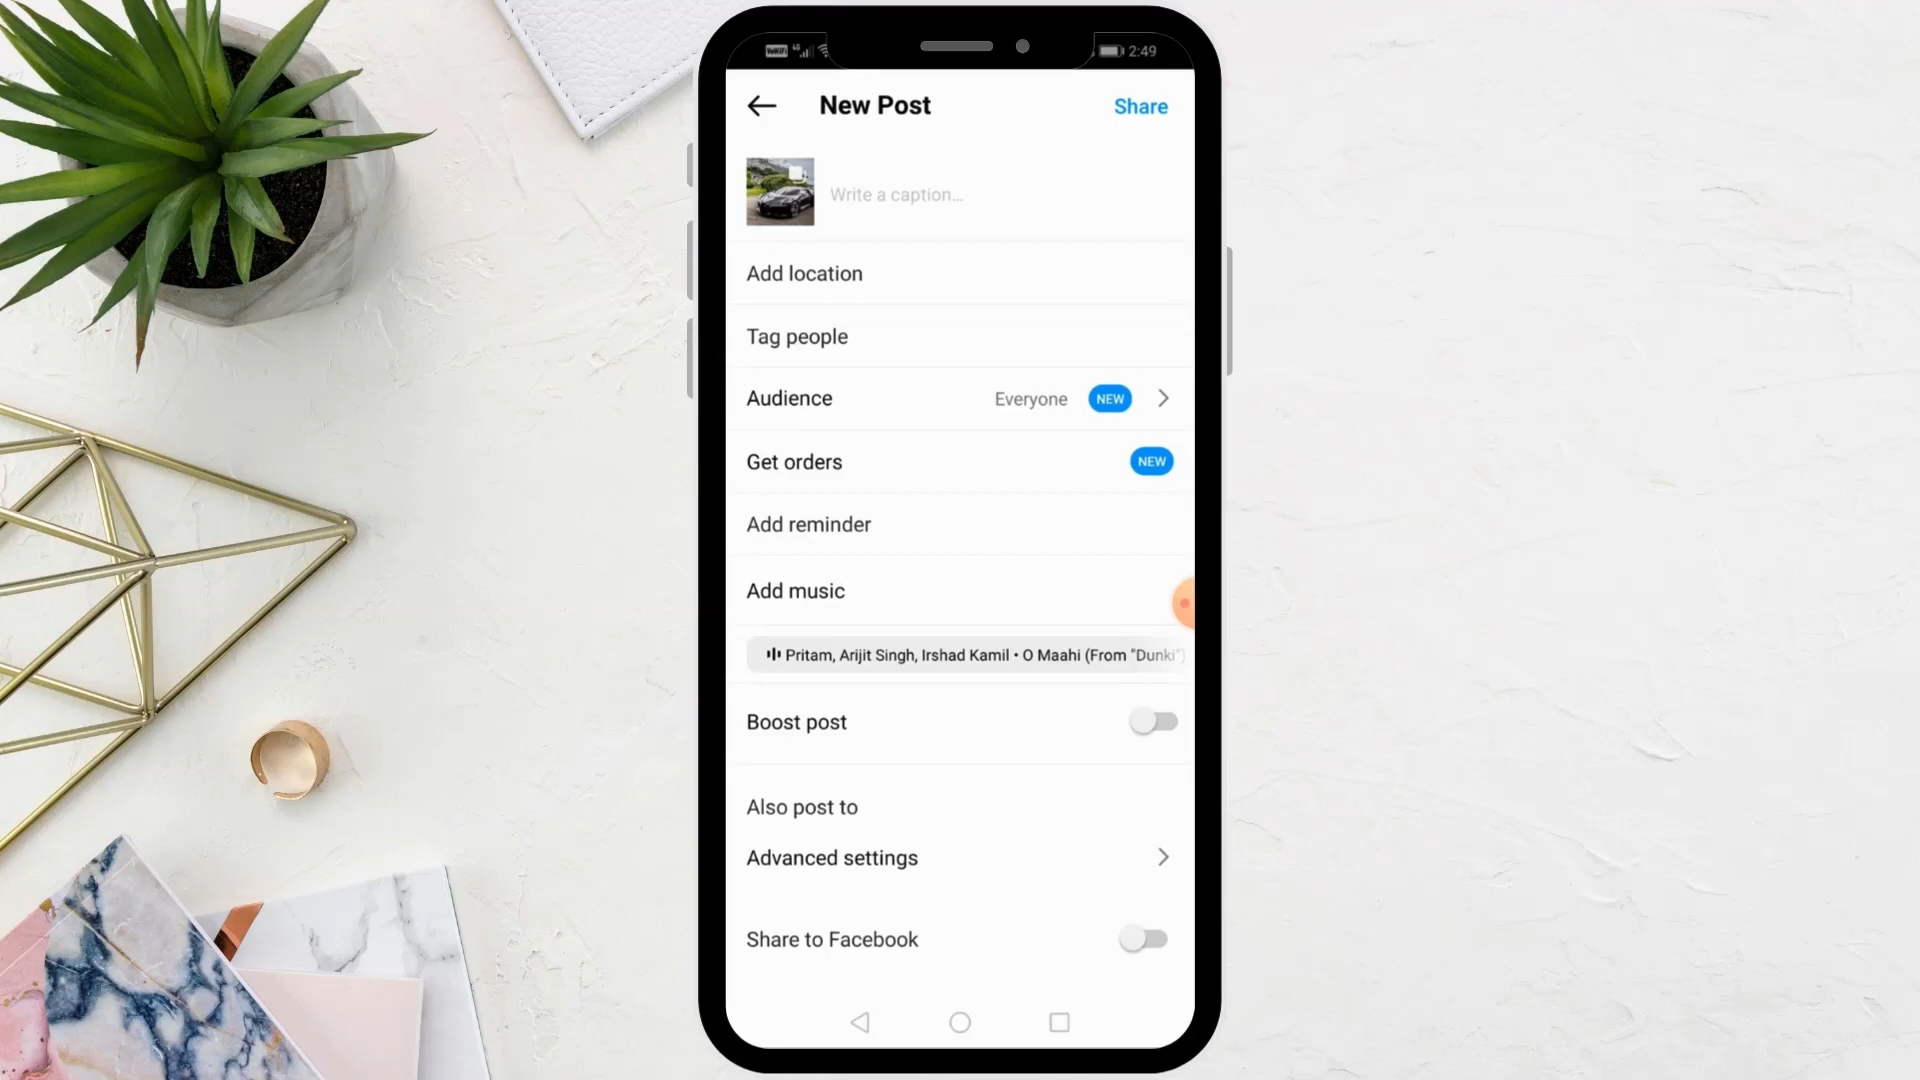 VoWiFi 4G 2:49
New Post Share
Write a caption...
Add location
Tag people
Audience Everyone NEW
Get orders NEW
Add reminder
Add music
Pritam, Arijit Singh, Irshad Kamil • O Maahi (From "Dunki")
Boost post
Also post to
Advanced settings
Share to Facebook